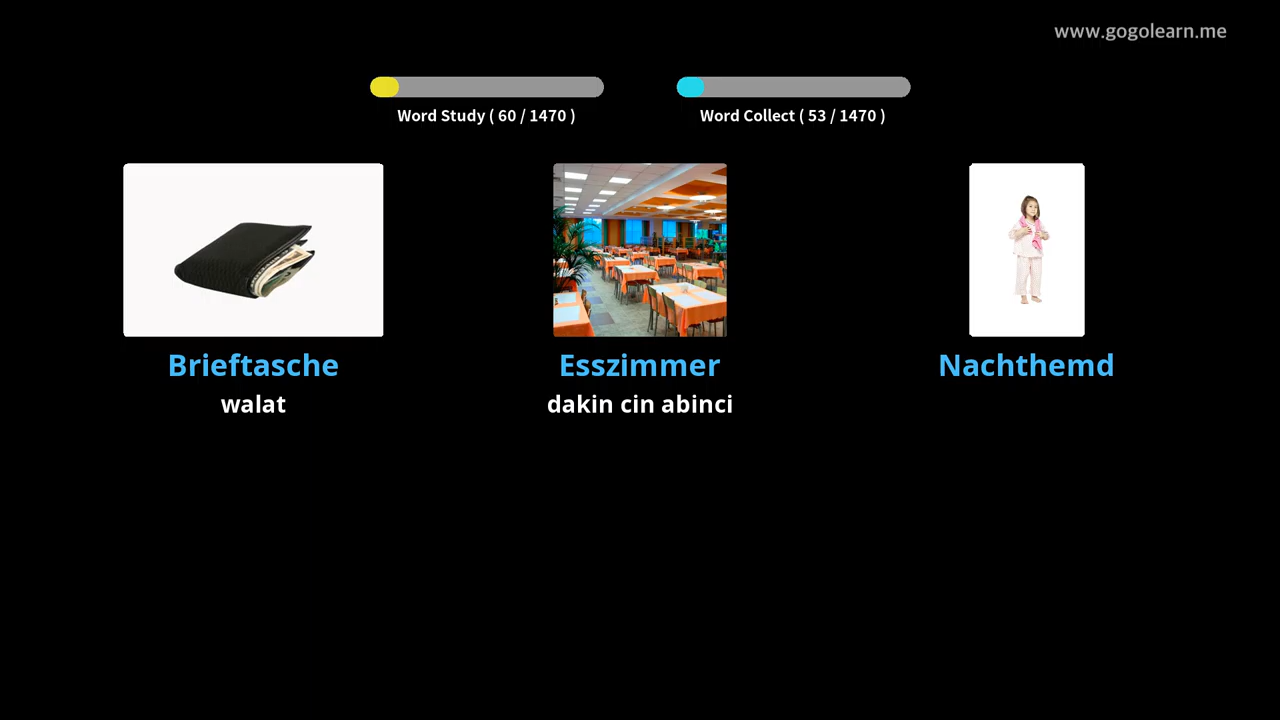 www.gogolearn.me
Word Study ( 60 / 1470 )
Word Collect ( 53 / 1470 )
Brieftasche
walat
Esszimmer
dakin cin abinci
Nachthemd